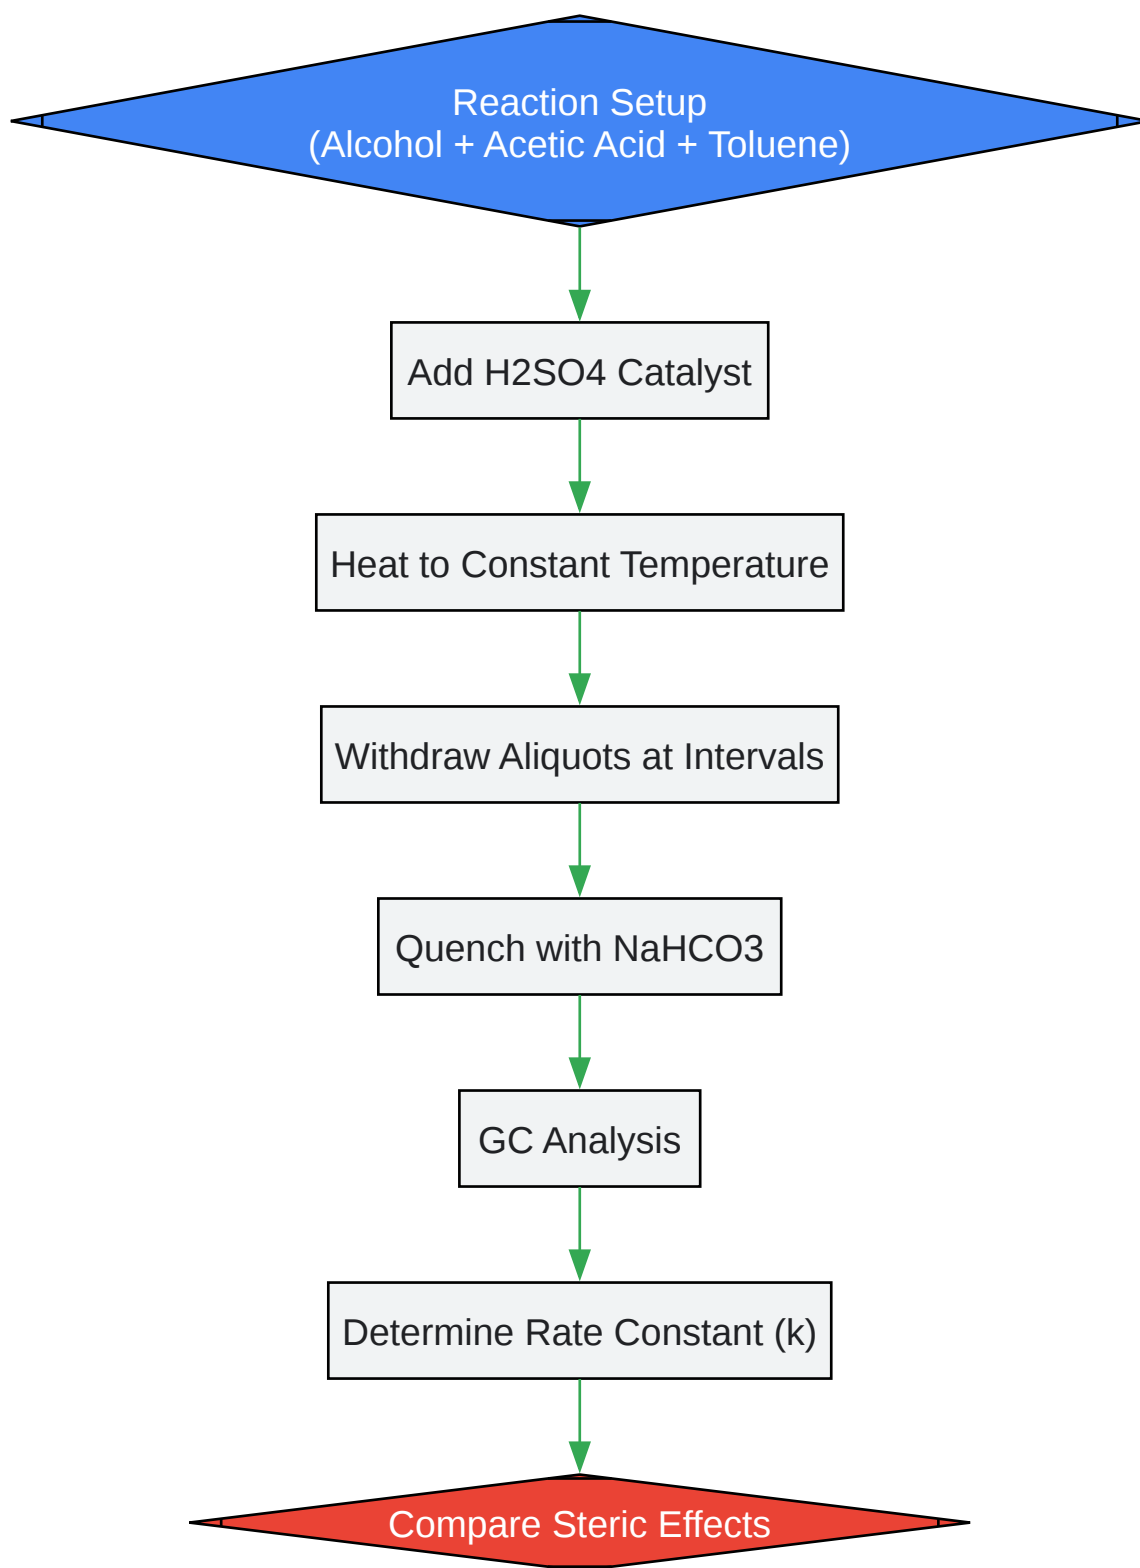 Reaction Setup
(Alcohol + Acetic Acid + Toluene)
Add H2SO4 Catalyst
Heat to Constant Temperature
Withdraw Aliquots at Intervals
Quench with NaHCO3
GC Analysis
Determine Rate Constant (k)
Compare Steric Effects